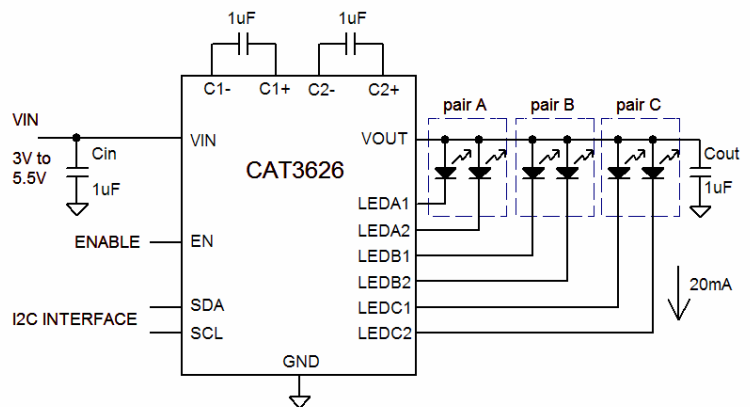 1uF
1uF
C1-
C1+
C2-
C2+
pair A
pair B
pair C
VIN
VIN
VOUT
3V to
5.5V
Cin
1uF
CAT3626
Cout
1uF
LEDA1
LEDA2
ENABLE
EN
LEDB1
LEDB2
20mA
SDA
LEDC1
I2C INTERFACE
SCL
LEDC2
GND